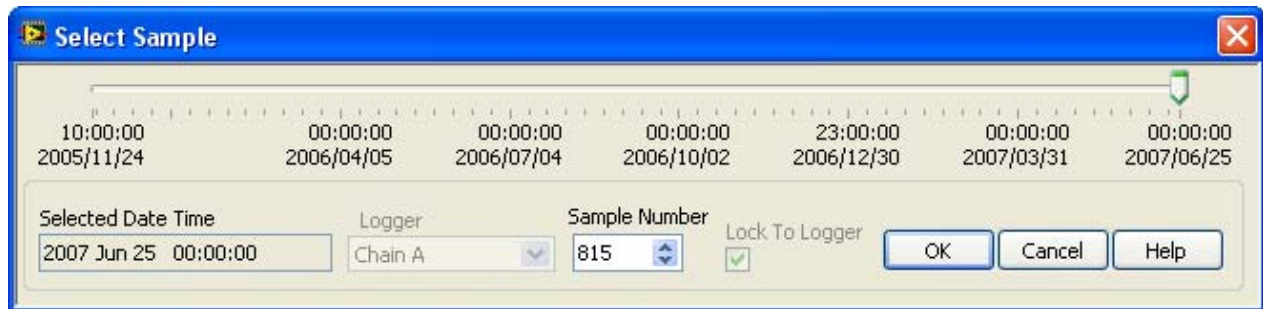 Select Sample
10:00:00 00:00:00 00:00:00 00:00:00 23:00:00 00:00:00 00:00:00
2005/11/24 2006/04/05 2006/07/04 2006/10/02 2006/12/30 2007/03/31 2007/06/25
Selected Date Time Logger Sample Number Lock To Logger
2007 Jun 25 00:00:00 Chain A 815 OK Cancel Help